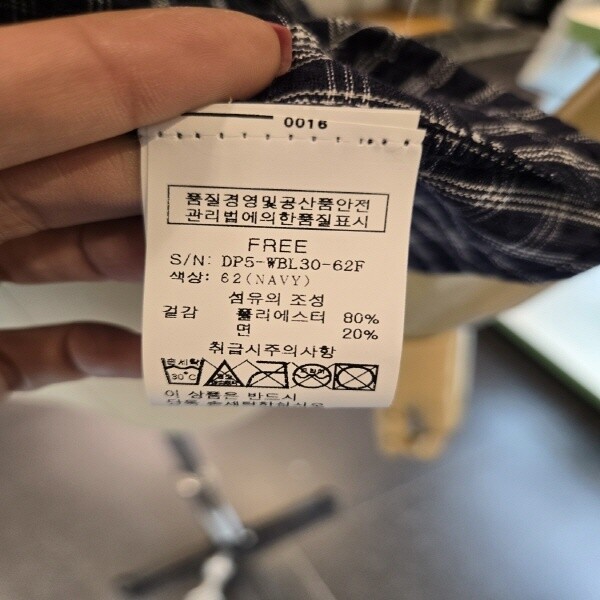 0016
품질경영및공산품안전
관리법에의한품질표시
FREE
S/N: DP5-WBL30-62F
색상: 62(NAVY)
섬유의 조성
겉감 폴리에스터 80%
면 20%
취급시주의사항
손세탁
30°C
이 상품은 반드시